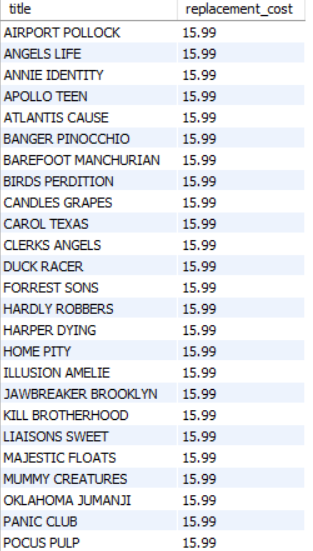 title replacement_cost
AIRPORT POLLOCK 15.99
ANGELS LIFE 15.99
ANNIE IDENTITY 15.99
APOLLO TEEN 15.99
ATLANTIS CAUSE 15.99
BANGER PINOCCHIO 15.99
BAREFOOT MANCHURIAN 15.99
BIRDS PERDITION 15.99
CANDLES GRAPES 15.99
CAROL TEXAS 15.99
CLERKS ANGELS 15.99
DUCK RACER 15.99
FORREST SONS 15.99
HARDLY ROBBERS 15.99
HARPER DYING 15.99
HOME PITY 15.99
ILLUSION AMELIE 15.99
JAWBREAKER BROOKLYN 15.99
KILL BROTHERHOOD 15.99
LIAISONS SWEET 15.99
MAJESTIC FLOATS 15.99
MUMMY CREATURES 15.99
OKLAHOMA JUMANJI 15.99
PANIC CLUB 15.99
POCUS PULP 15.99